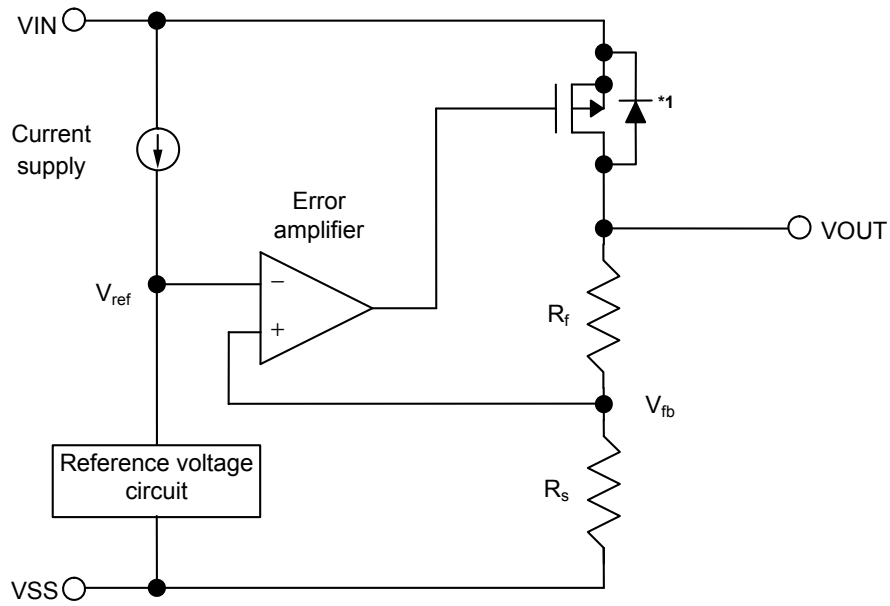 VIN
*1
Current
supply
Error
amplifier
VOUT
Vref
−
+
Rf
Vfb
Reference voltage
circuit
Rs
VSS